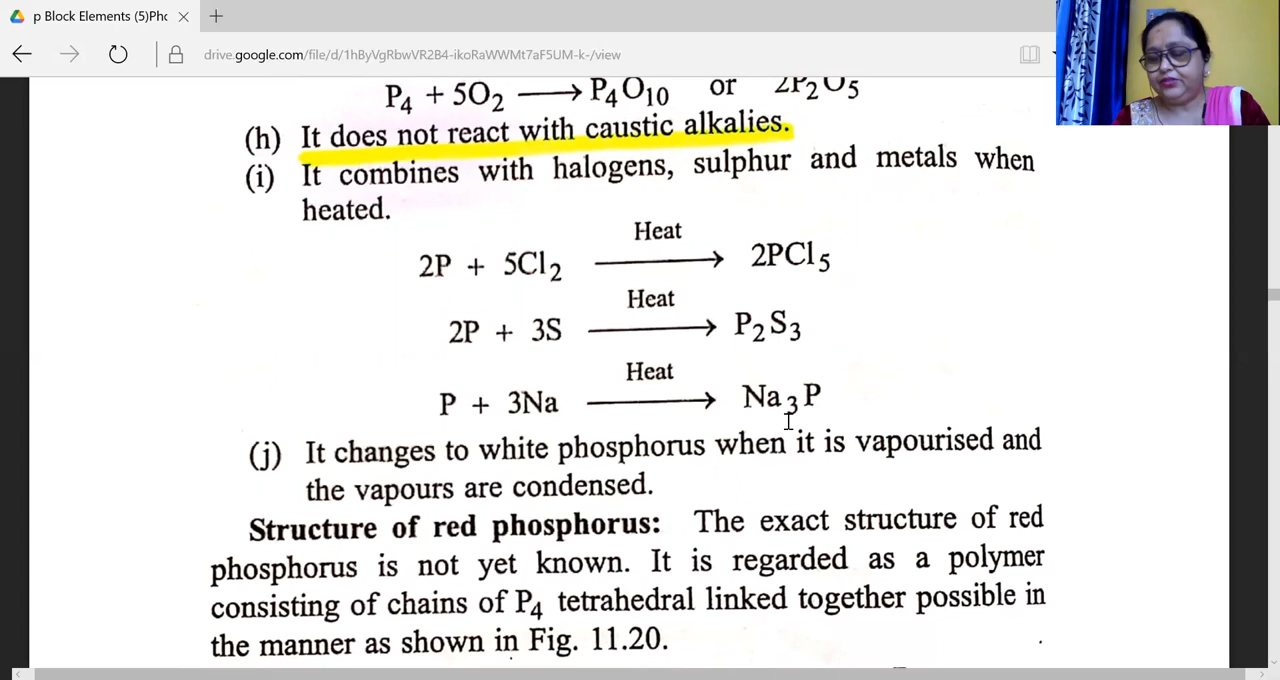 p Block Elements (5)Pho
drive.google.com/file/d/1hByVgRbwVR2B4-ikoRaWWMt7aF5UM-k-/view
P4 + 5O2 ⟶ P4O10 or 2P2O5
(h) It does not react with caustic alkalies.
(i) It combines with halogens, sulphur and metals when
heated.
Heat
2P + 5Cl2 ⟶ 2PCl5
Heat
2P + 3S ⟶ P2S3
Heat
P + 3Na ⟶ Na3P
(j) It changes to white phosphorus when it is vapourised and
the vapours are condensed.
Structure of red phosphorus: The exact structure of red
phosphorus is not yet known. It is regarded as a polymer
consisting of chains of P4 tetrahedral linked together possible in
the manner as shown in Fig. 11.20.